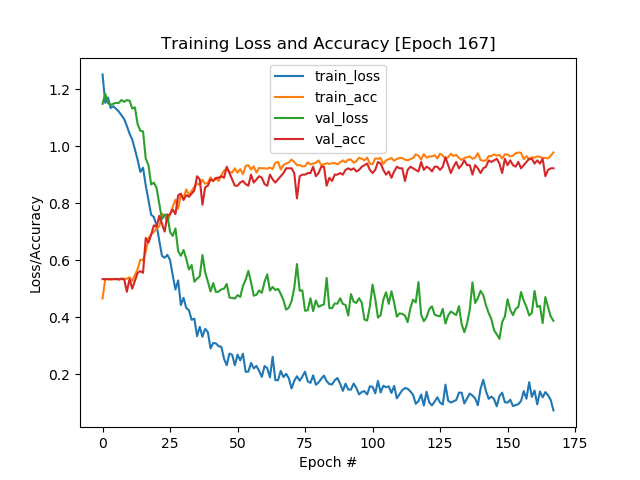 Training Loss and Accuracy [Epoch 167]
train_loss
train_acc
val_loss
val_acc
Loss/Accuracy
1.2
1.0
0.8
0.6
0.4
0.2
0 25 50 75 100 125 150 175
Epoch #